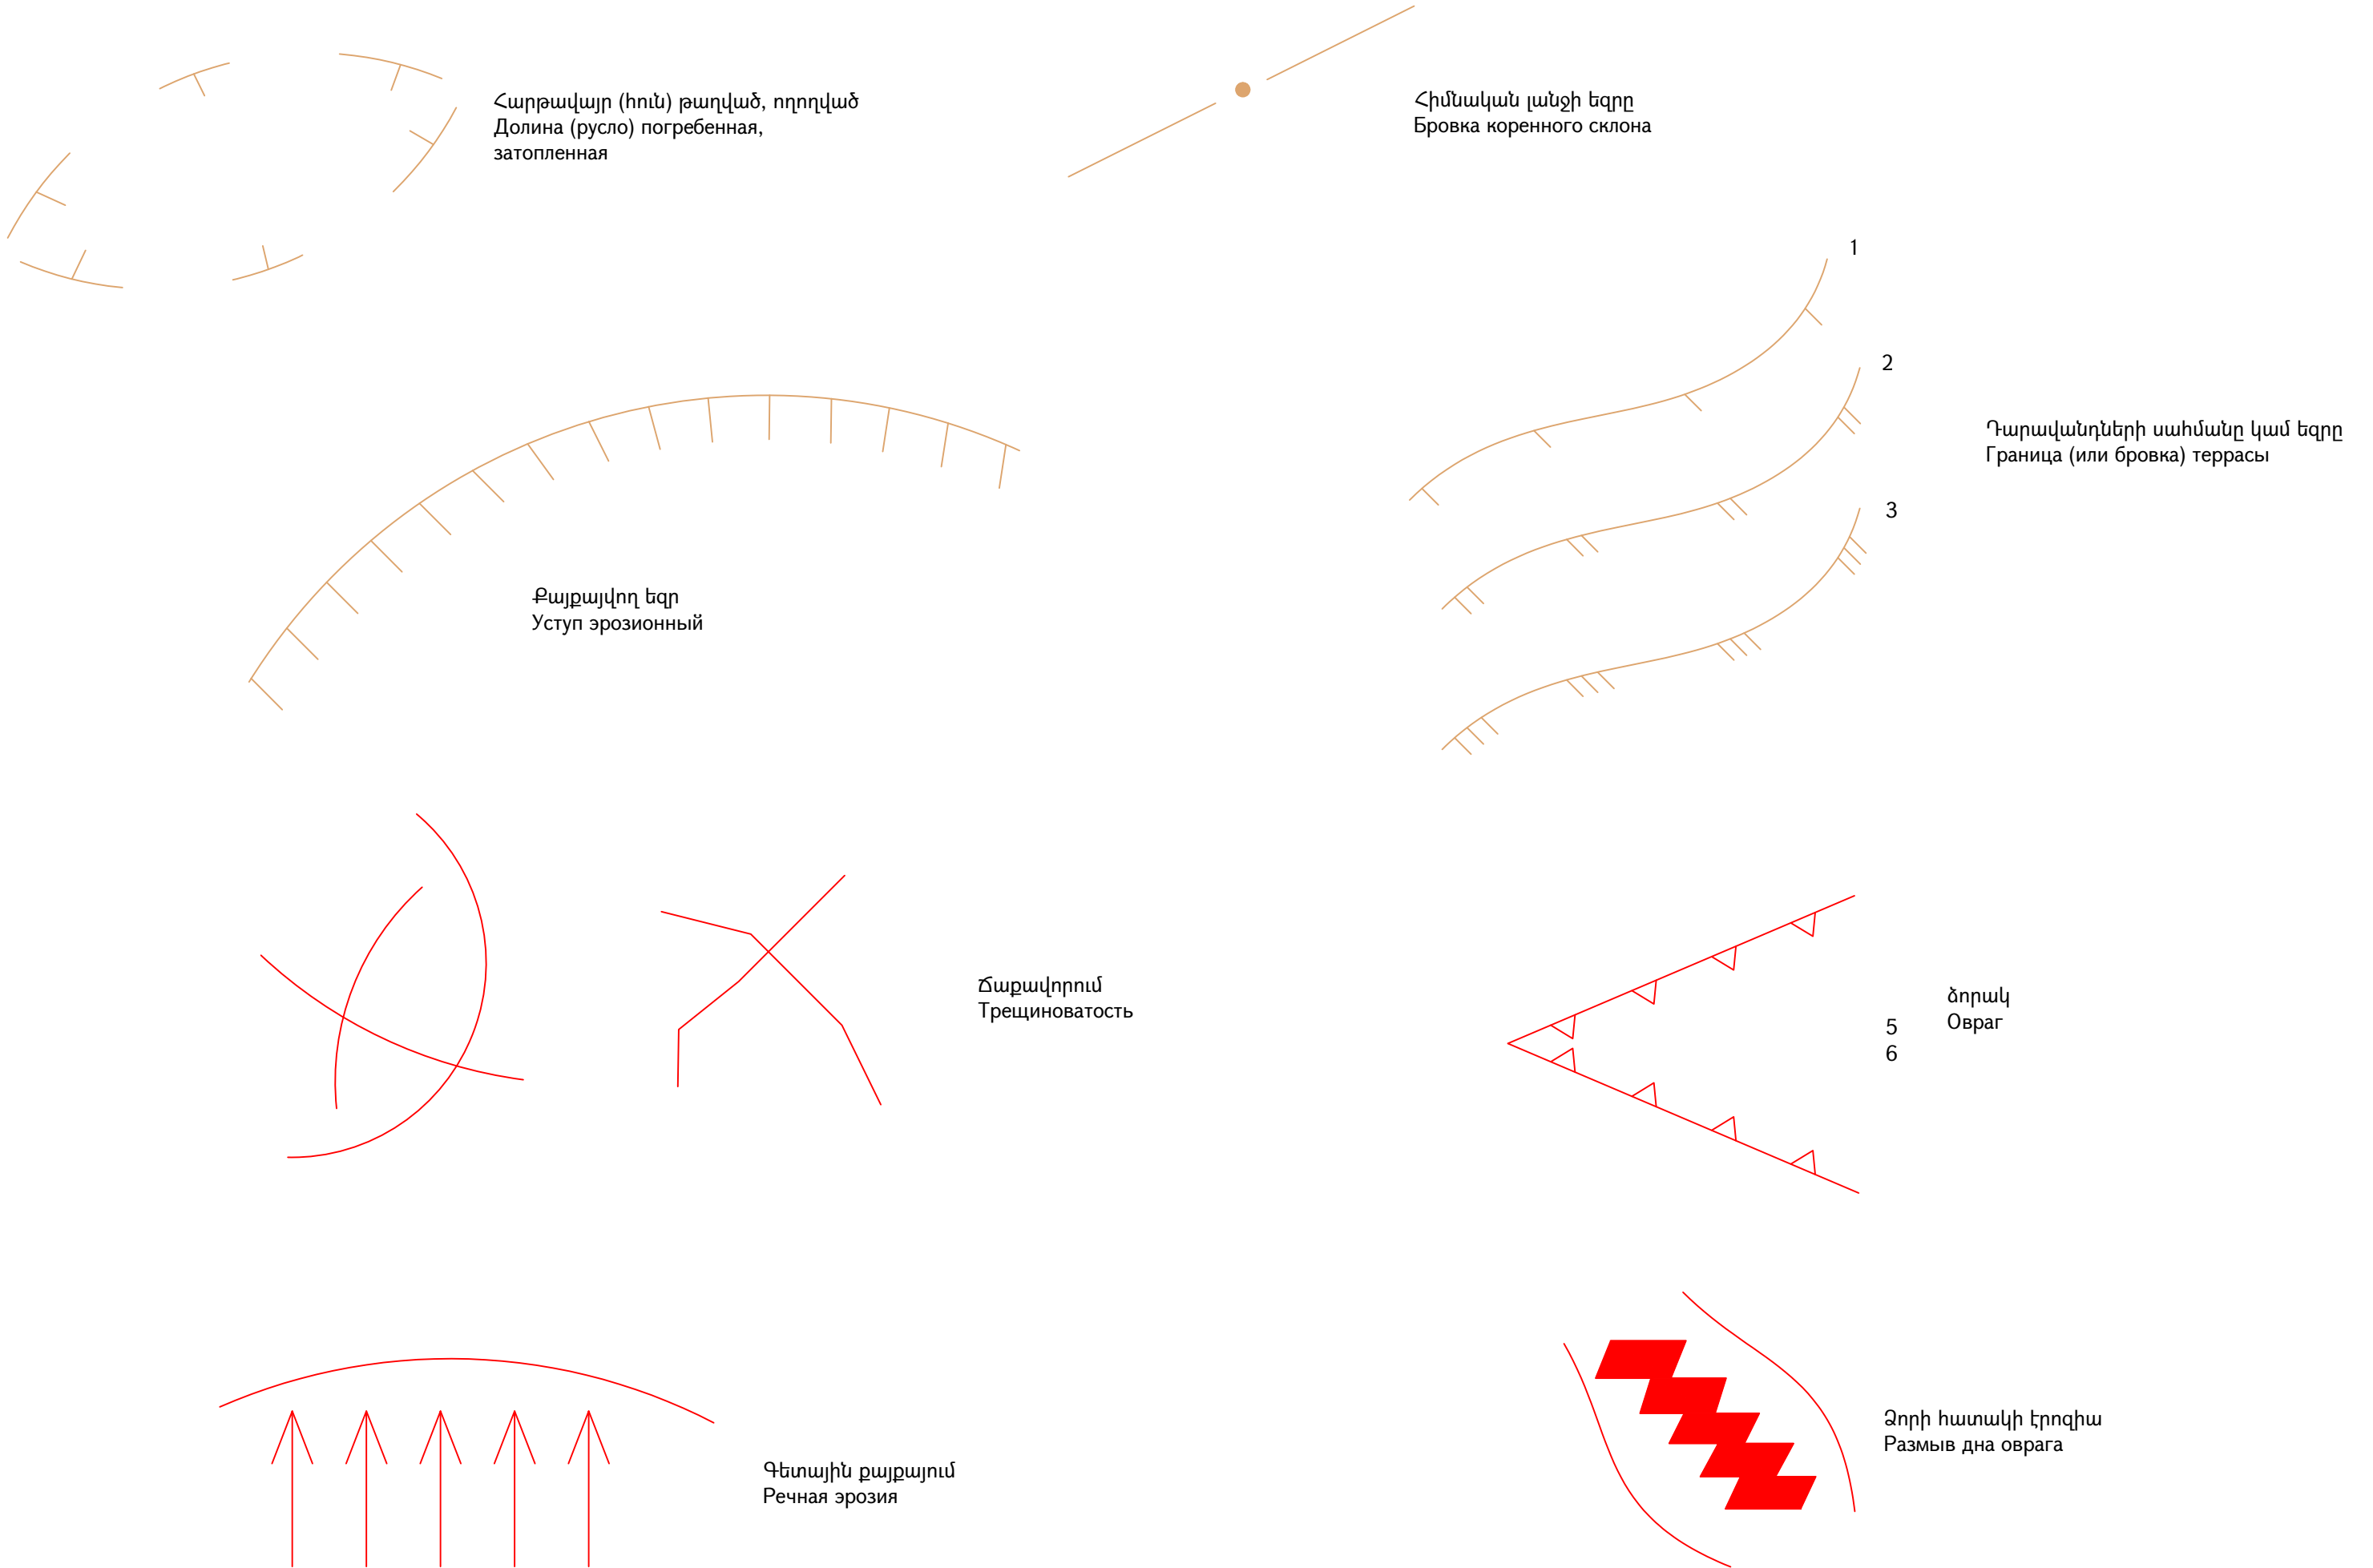 Հարթավայր (հուն) թաղված, ողողված
Долина (русло) погребенная,
затопленная
Հիմնական լանջի եզրը
Бровка коренного склона
1
2
3
Դարավանդների սահմանը կամ եզրը
Граница (или бровка) террасы
Քայքայվող եզր
Уступ эрозионный
Ճաքավորում
Трещиноватость
5
6
ձորակ
Овраг
Գետային քայքայում
Речная эрозия
Ձորի հատակի էրոզիա
Размыв дна оврага